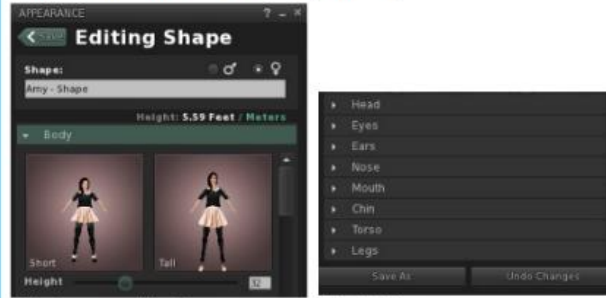 APPEARANCE
Save
Editing Shape
Shape:
Amy - Shape
Height: 5.59 Feet / Meters
Body
Short
Tall
Height 32
Head
Eyes
Ears
Nose
Mouth
Chin
Torso
Legs
Save As
Undo Changes